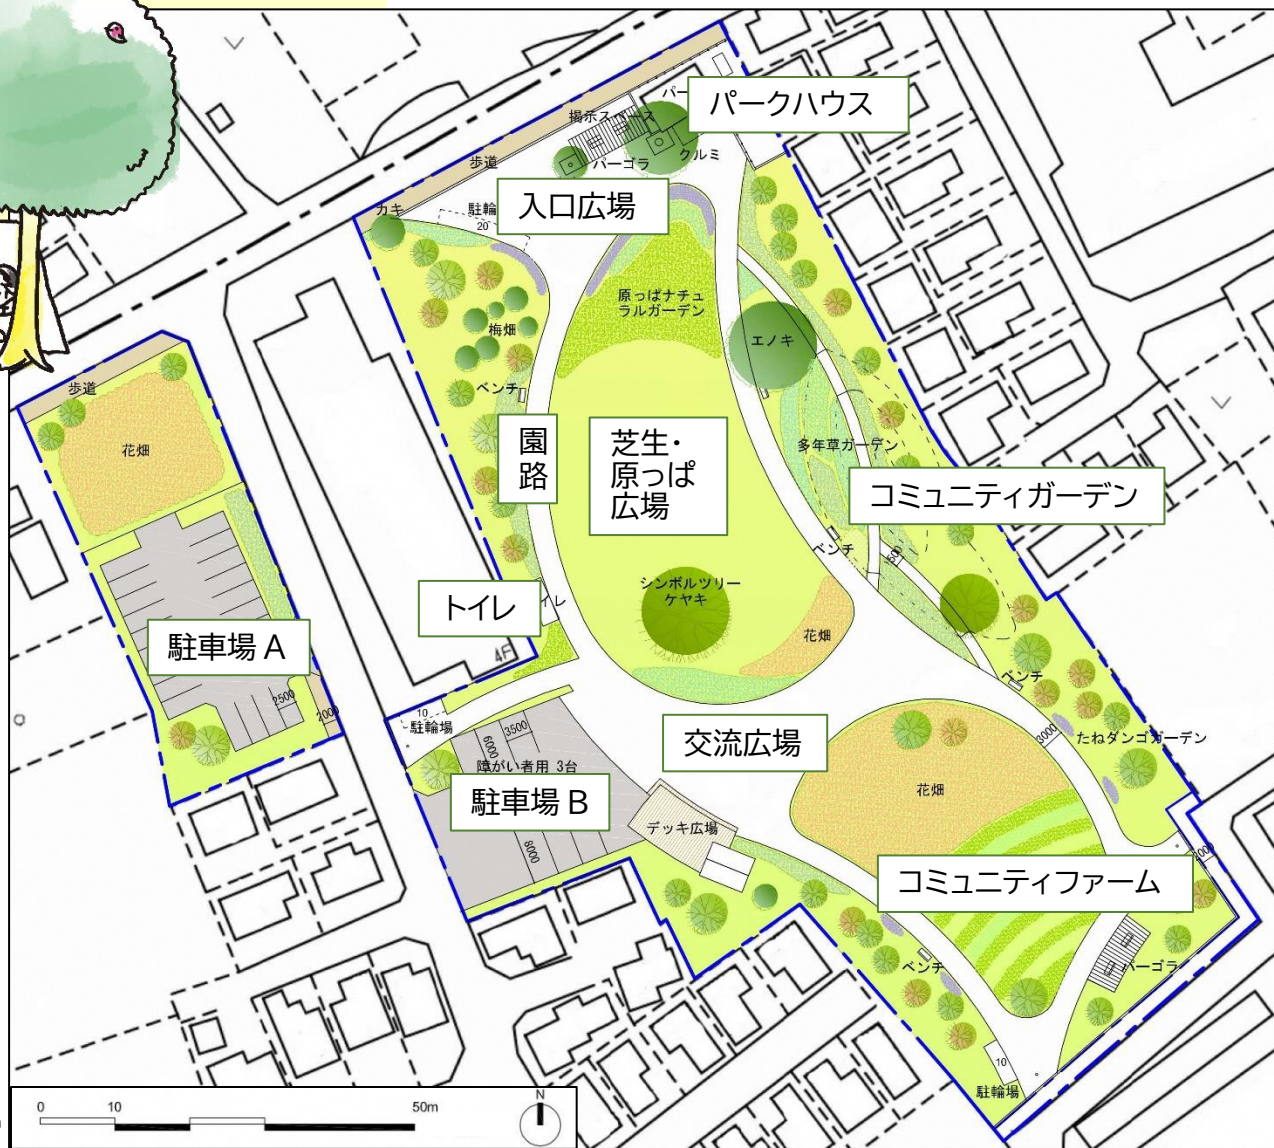 パー
パークハウス
掲示スペース
クルミ
パーゴラ
歩道
入口広場
カキ
駐輪
20
原っぱナチュ
ラルガーデン
梅畑
エノキ
歩道
ベンチ
花畑
園
路
芝生・
原っぱ
広場
多年草ガーデン
コミュニティガーデン
ベンチ
シンボルツリー
ケヤキ
トイレ
イレ
花畑
駐車場 A
4F
ベンチ
2500
2000
10
駐輪場
3500
6000
交流広場
3000
たねダンゴガーデン
障がい者用 3台
駐車場 B
花畑
デッキ広場
8000
2000
コミュニティファーム
ベンチ
パーゴラ
10
駐輪場
0 10 50m
N